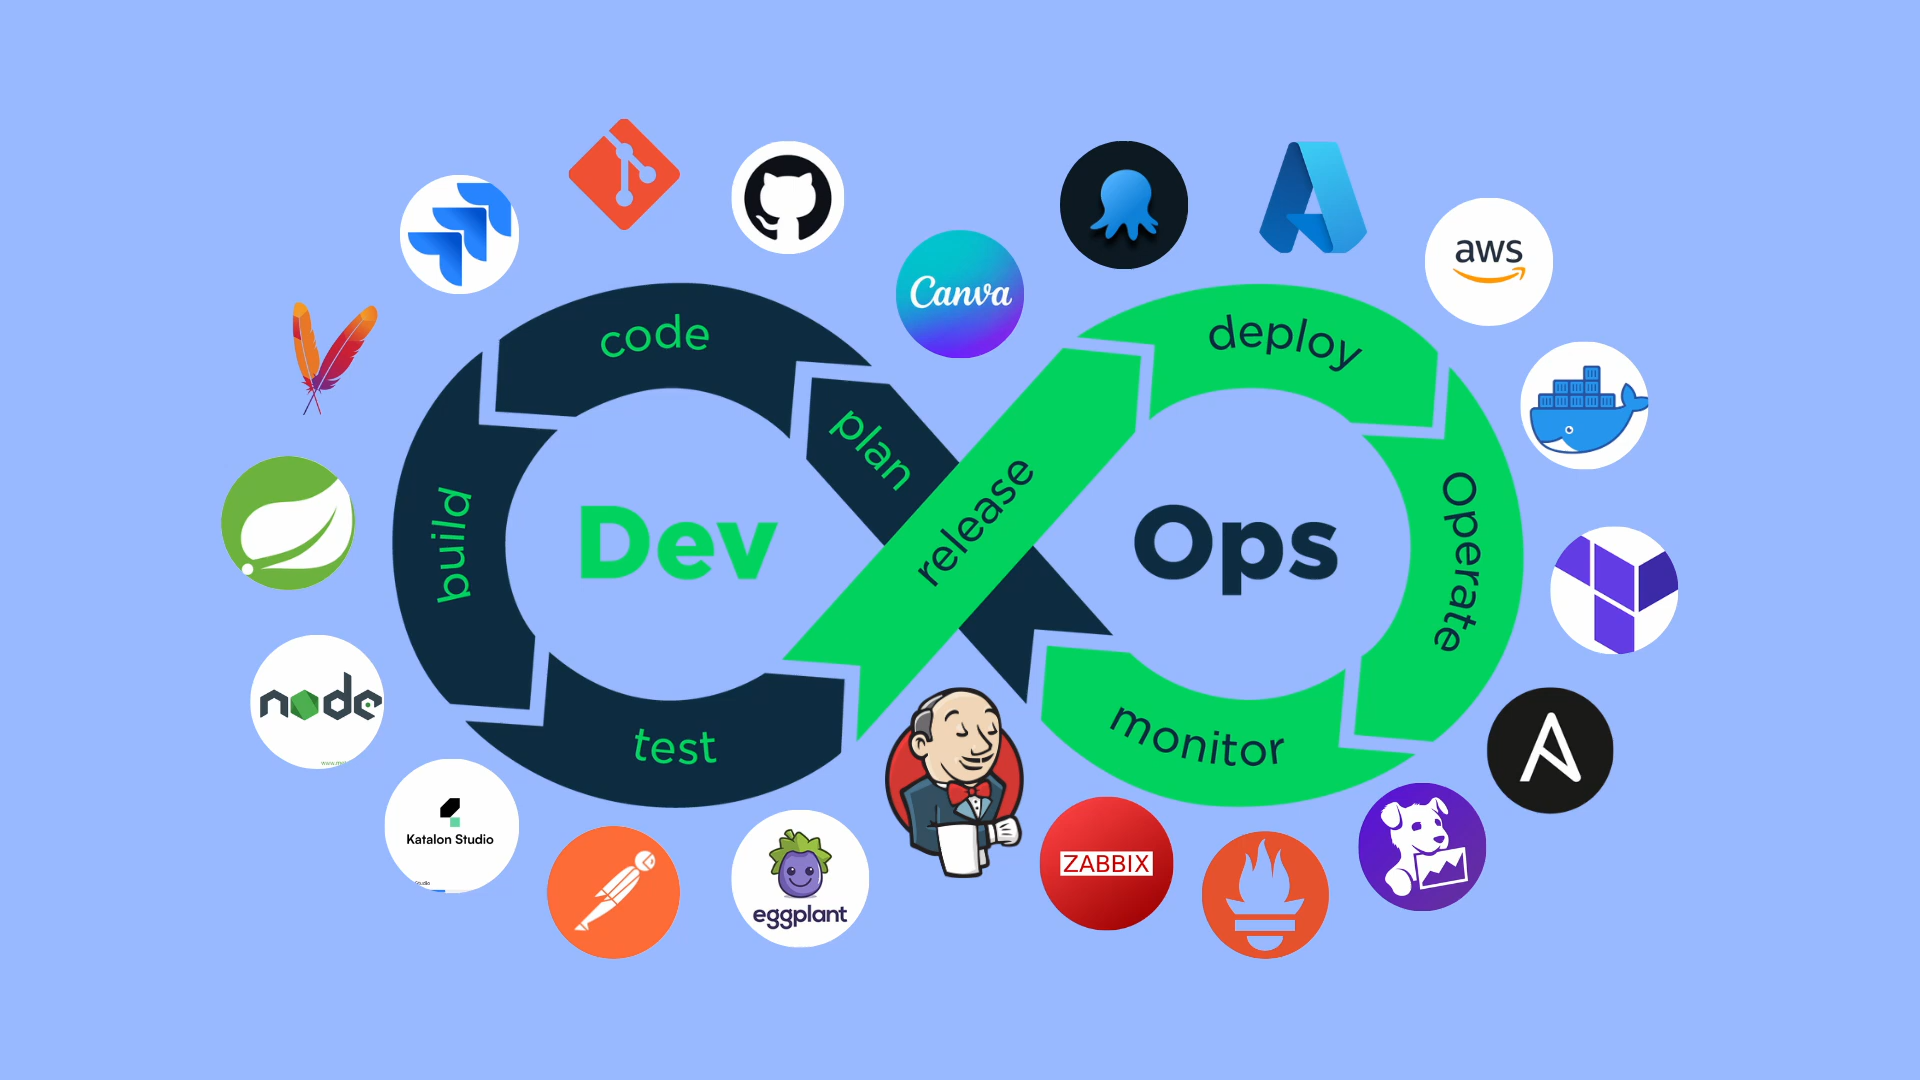 Canva
aws
code
deploy
plan
release
build
Dev
Ops
Operate
node
test
monitor
Katalon Studio
eggplant
ZABBIX